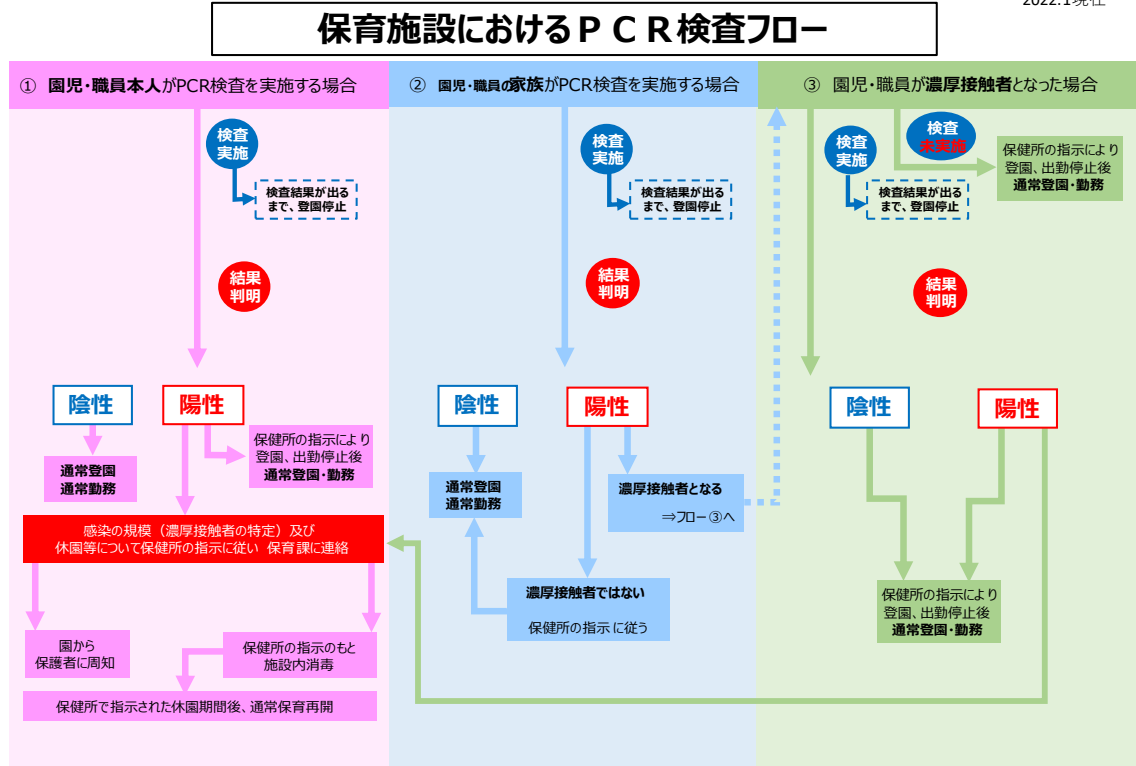 2022.1現在
保育施設におけるＰＣＲ検査フロー
① 園児・職員本人がPCR検査を実施する場合
検査
実施
検査結果が出る
まで、登園停止
結果
判明
陰性
陽性
通常登園
通常勤務
保健所の指示により
登園、出勤停止後
通常登園・勤務
感染の規模（濃厚接触者の特定）及び
休園等について保健所の指示に従い 保育課に連絡
園から
保護者に周知
保健所の指示のもと
施設内消毒
保健所で指示された休園期間後、通常保育再開
② 園児・職員の家族がPCR検査を実施する場合
検査
実施
検査結果が出る
まで、登園停止
結果
判明
陰性
陽性
通常登園
通常勤務
濃厚接触者となる
⇒フロー③へ
濃厚接触者ではない
保健所の指示に従う
③ 園児・職員が濃厚接触者となった場合
検査
実施
検査
未実施
検査結果が出る
まで、登園停止
保健所の指示により
登園、出勤停止後
通常登園・勤務
結果
判明
陰性
陽性
保健所の指示により
登園、出勤停止後
通常登園・勤務